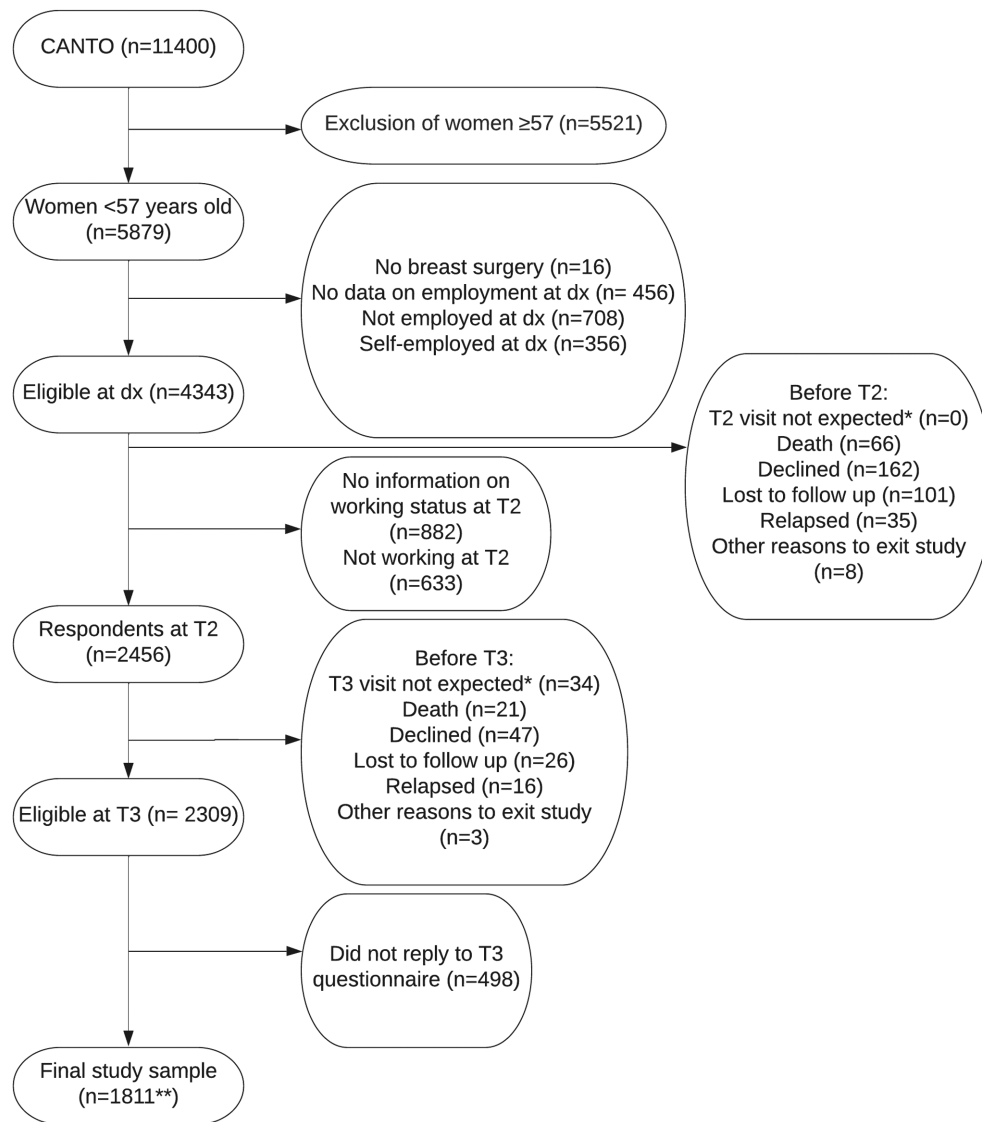 CANTO (n=11400)
Exclusion of women ≥57 (n=5521)
Women <57 years old
(n=5879)
No breast surgery (n=16)
No data on employment at dx (n= 456)
Not employed at dx (n=708)
Self-employed at dx (n=356)
Eligible at dx (n=4343)
Before T2:
T2 visit not expected* (n=0)
Death (n=66)
Declined (n=162)
Lost to follow up (n=101)
Relapsed (n=35)
Other reasons to exit study
(n=8)
No information on
working status at T2
(n=882)
Not working at T2
(n=633)
Respondents at T2
(n=2456)
Before T3:
T3 visit not expected* (n=34)
Death (n=21)
Declined (n=47)
Lost to follow up (n=26)
Relapsed (n=16)
Other reasons to exit study
(n=3)
Eligible at T3 (n= 2309)
Did not reply to T3
questionnaire (n=498)
Final study sample
(n=1811**)